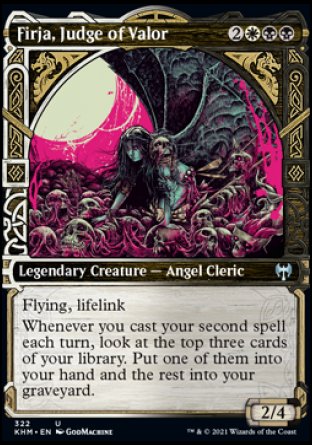 Firja, Judge of Valor 2
Legendary Creature — Angel Cleric
Flying, lifelink
Whenever you cast your second spell
each turn, look at the top three cards
of your library. Put one of them into
your hand and the rest into your
graveyard.
2/4
322 U
KHM • EN GODMACHINE
™ & © 2021 Wizards of the Coast